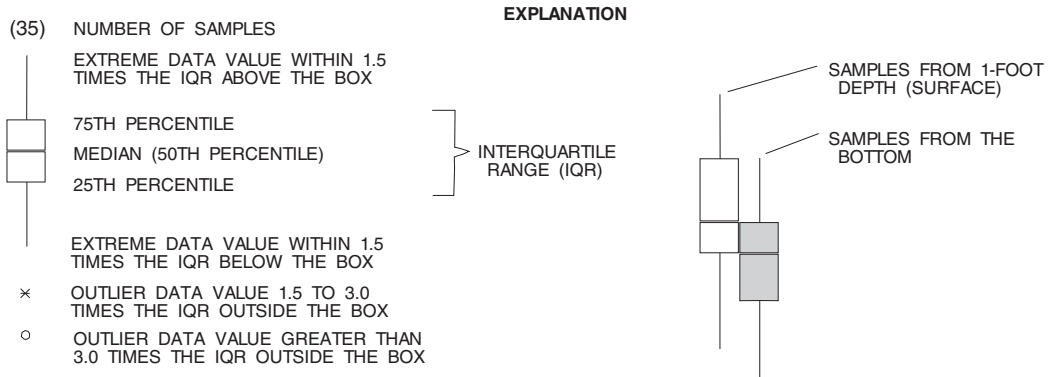 EXPLANATION
(35) NUMBER OF SAMPLES
EXTREME DATA VALUE WITHIN 1.5
TIMES THE IQR ABOVE THE BOX
75TH PERCENTILE
MEDIAN (50TH PERCENTILE)
25TH PERCENTILE
INTERQUARTILE
RANGE (IQR)
EXTREME DATA VALUE WITHIN 1.5
TIMES THE IQR BELOW THE BOX
OUTLIER DATA VALUE 1.5 TO 3.0
TIMES THE IQR OUTSIDE THE BOX
OUTLIER DATA VALUE GREATER THAN
3.0 TIMES THE IQR OUTSIDE THE BOX
SAMPLES FROM 1-FOOT
DEPTH (SURFACE)
SAMPLES FROM THE
BOTTOM